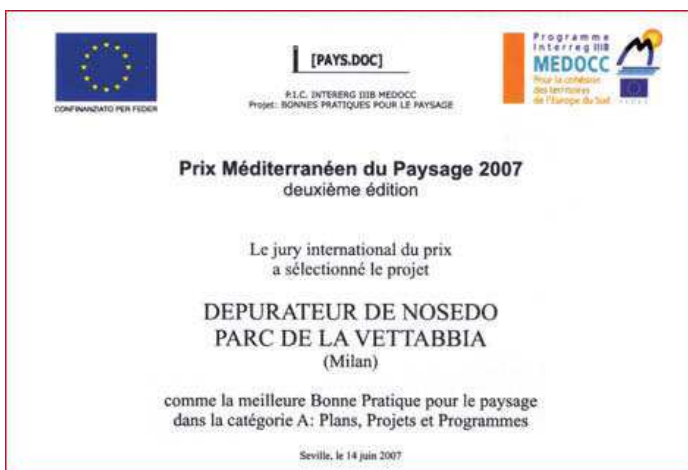 CONFINANZIATO PER FEDER
[PAYS.DOC]
P.I.C. INTERERG IIIB MEDOCC
Projet: BONNES PRATIQUES POUR LE PAYSAGE
Programme
Interreg IIIB
MEDOCC
Pour la cohésion
des territoires
de l'Europe du Sud
Prix Méditerranéen du Paysage 2007
deuxième édition
Le jury international du prix
a sélectionné le projet
DEPURATEUR DE NOSEDO
PARC DE LA VETTABBIA
(Milan)
comme la meilleure Bonne Pratique pour le paysage
dans la catégorie A: Plans, Projets et Programmes
Seville, le 14 juin 2007